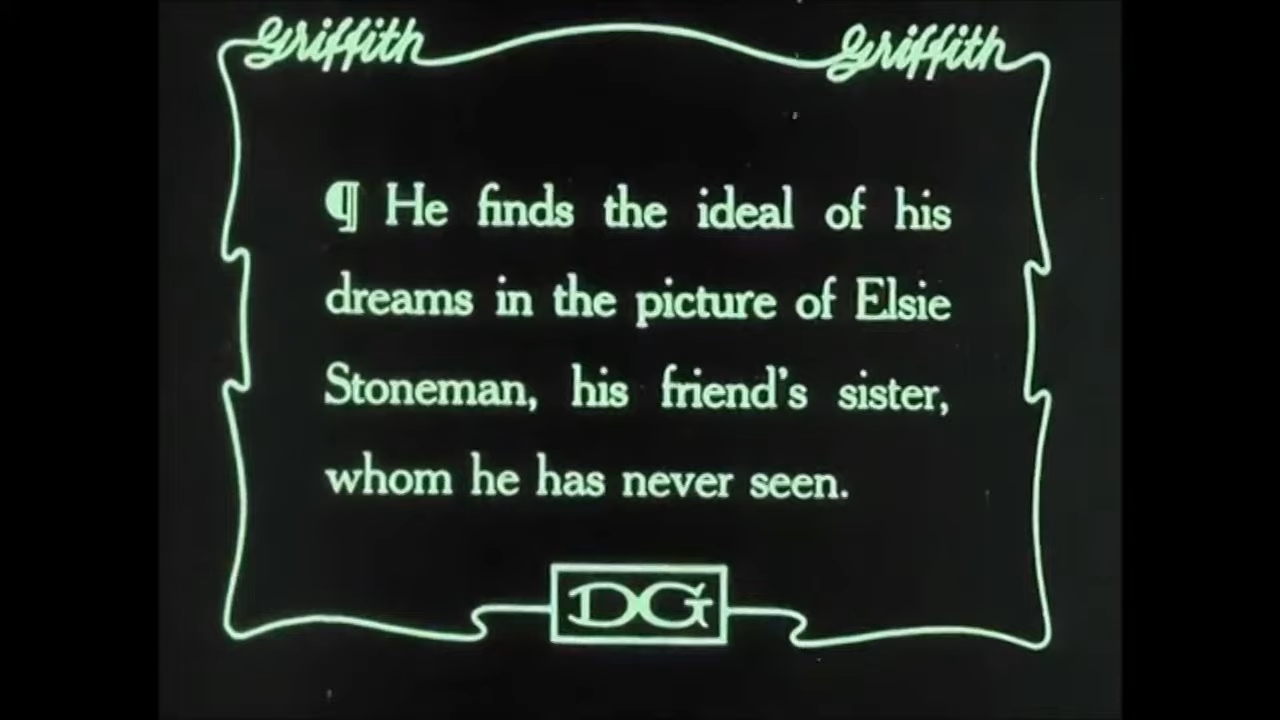 Griffith Griffith
¶ He finds the ideal of his
dreams in the picture of Elsie
Stoneman, his friend's sister,
whom he has never seen.
DG